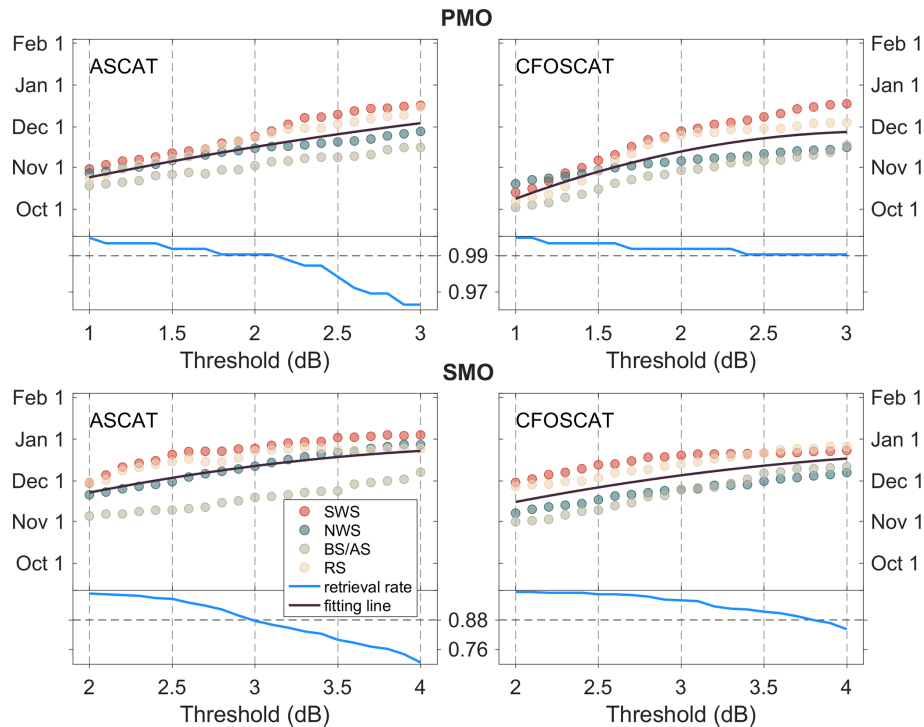 PMO
Feb 1
Jan 1
Dec 1
Nov 1
Oct 1
ASCAT
CFOSCAT
Feb 1
Jan 1
Dec 1
Nov 1
Oct 1
0.99
0.97
1 1.5 2 2.5 3
1 1.5 2 2.5 3
Threshold (dB)
Threshold (dB)
SMO
Feb 1
Jan 1
Dec 1
Nov 1
Oct 1
ASCAT
SWS
NWS
BS/AS
RS
retrieval rate
fitting line
CFOSCAT
Feb 1
Jan 1
Dec 1
Nov 1
Oct 1
0.88
0.76
2 2.5 3 3.5 4
2 2.5 3 3.5 4
Threshold (dB)
Threshold (dB)